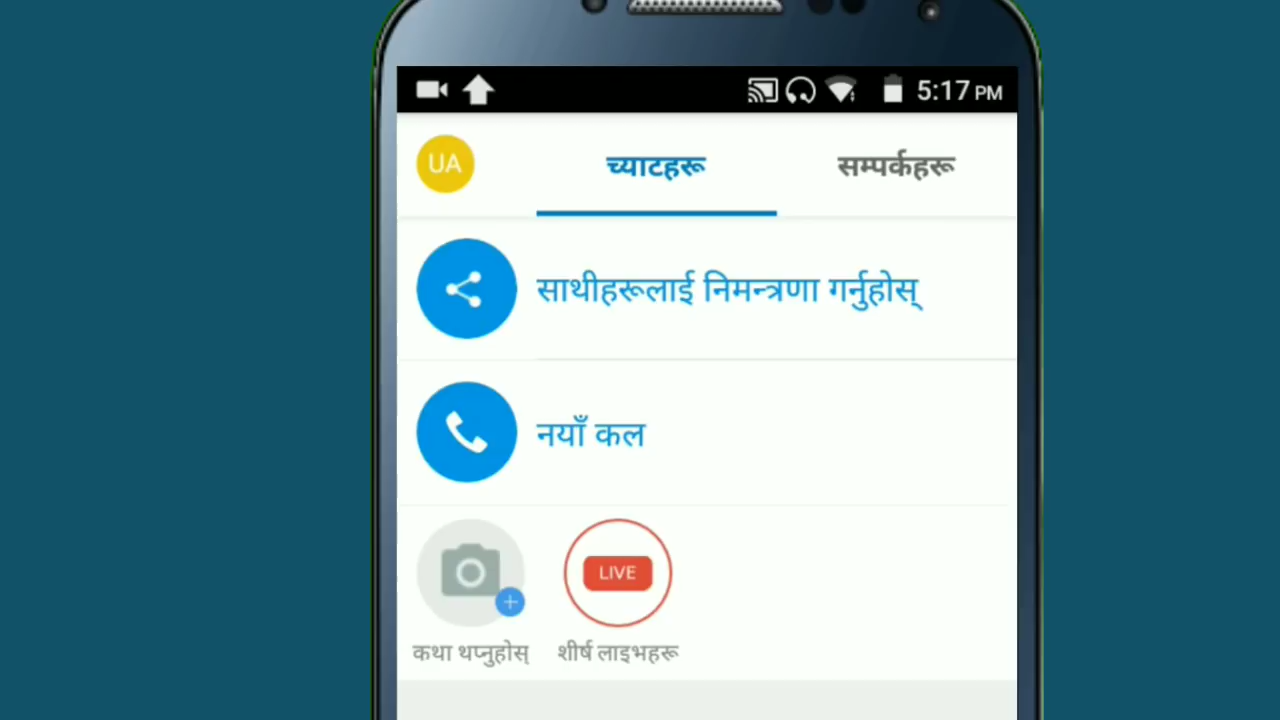 5:17 PM
UA
च्याटहरू
सम्पर्कहरू
साथीहरूलाई निमन्त्रणा गर्नुहोस्
नयाँ कल
LIVE
कथा थप्नुहोस्
शीर्ष लाइभहरू